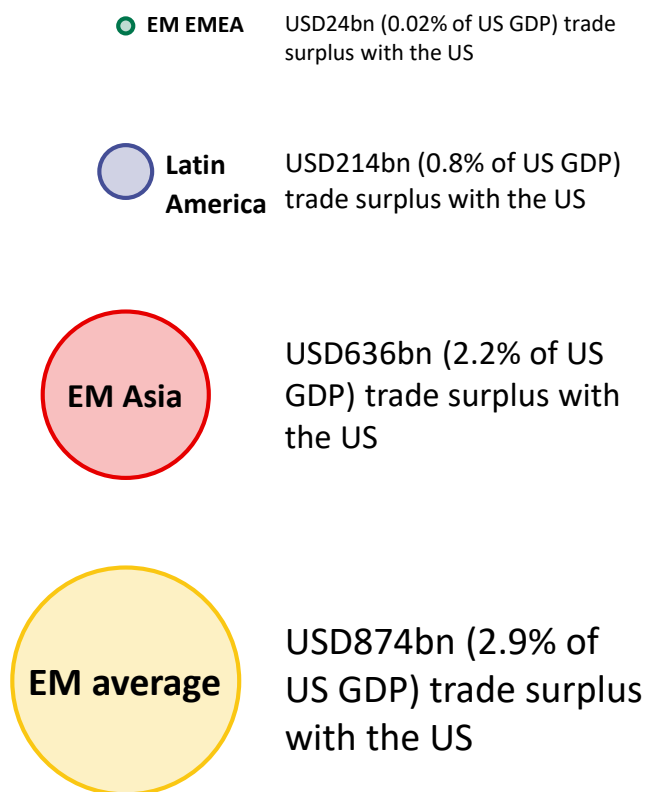 EM EMEA
USD24bn (0.02% of US GDP) trade
surplus with the US
Latin
America
USD214bn (0.8% of US GDP)
trade surplus with the US
EM Asia
USD636bn (2.2% of US
GDP) trade surplus with
the US
EM average
USD874bn (2.9% of
US GDP) trade surplus
with the US